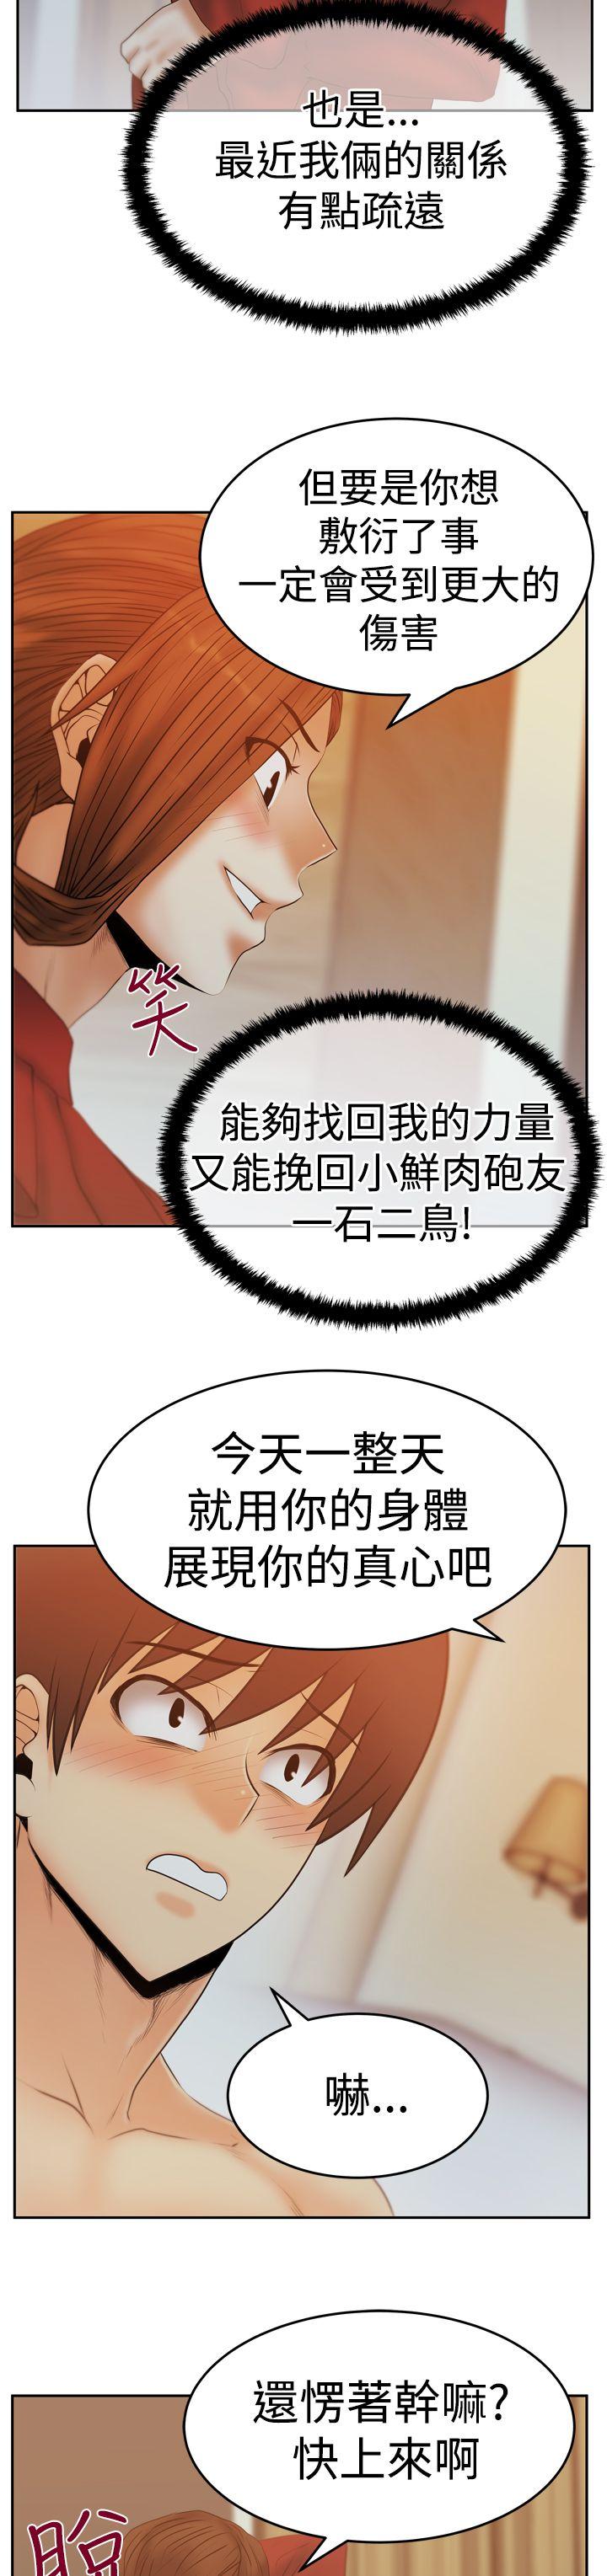 也是…
最近我倆的關係
有點疏遠
但要是你想
敷衍了事
一定會受到更大的
傷害
笑
能夠找回我的力量
又能挽回小鮮肉砲友
一石二鳥!
今天一整天
就用你的身體
展現你的真心吧
嚇…
還愣著幹嘛?
快上來啊
脫